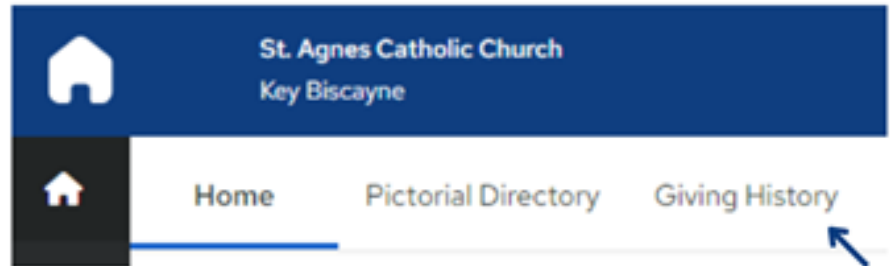 St. Agnes Catholic Church
Key Biscayne
Home Pictorial Directory Giving History